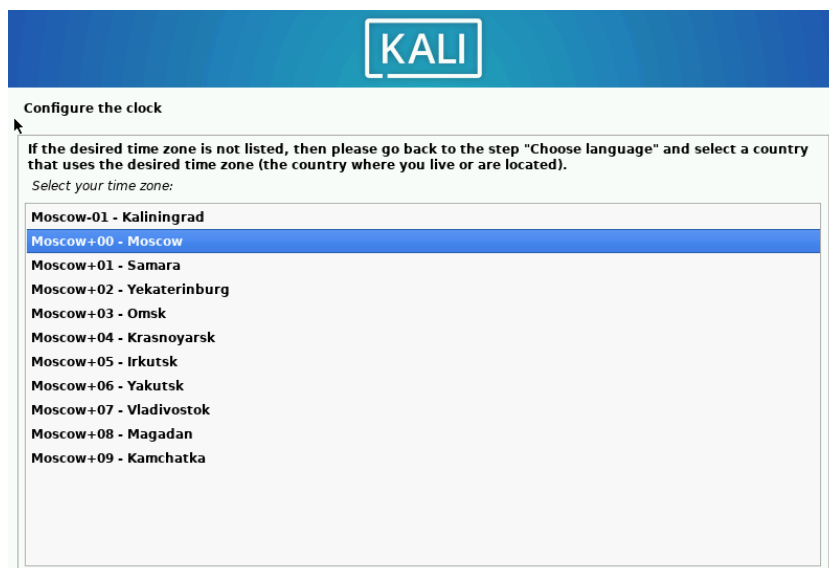 KALI
Configure the clock
If the desired time zone is not listed, then please go back to the step "Choose language" and select a country
that uses the desired time zone (the country where you live or are located).
Select your time zone:
Moscow-01 - Kaliningrad
Moscow+00 - Moscow
Moscow+01 - Samara
Moscow+02 - Yekaterinburg
Moscow+03 - Omsk
Moscow+04 - Krasnoyarsk
Moscow+05 - Irkutsk
Moscow+06 - Yakutsk
Moscow+07 - Vladivostok
Moscow+08 - Magadan
Moscow+09 - Kamchatka